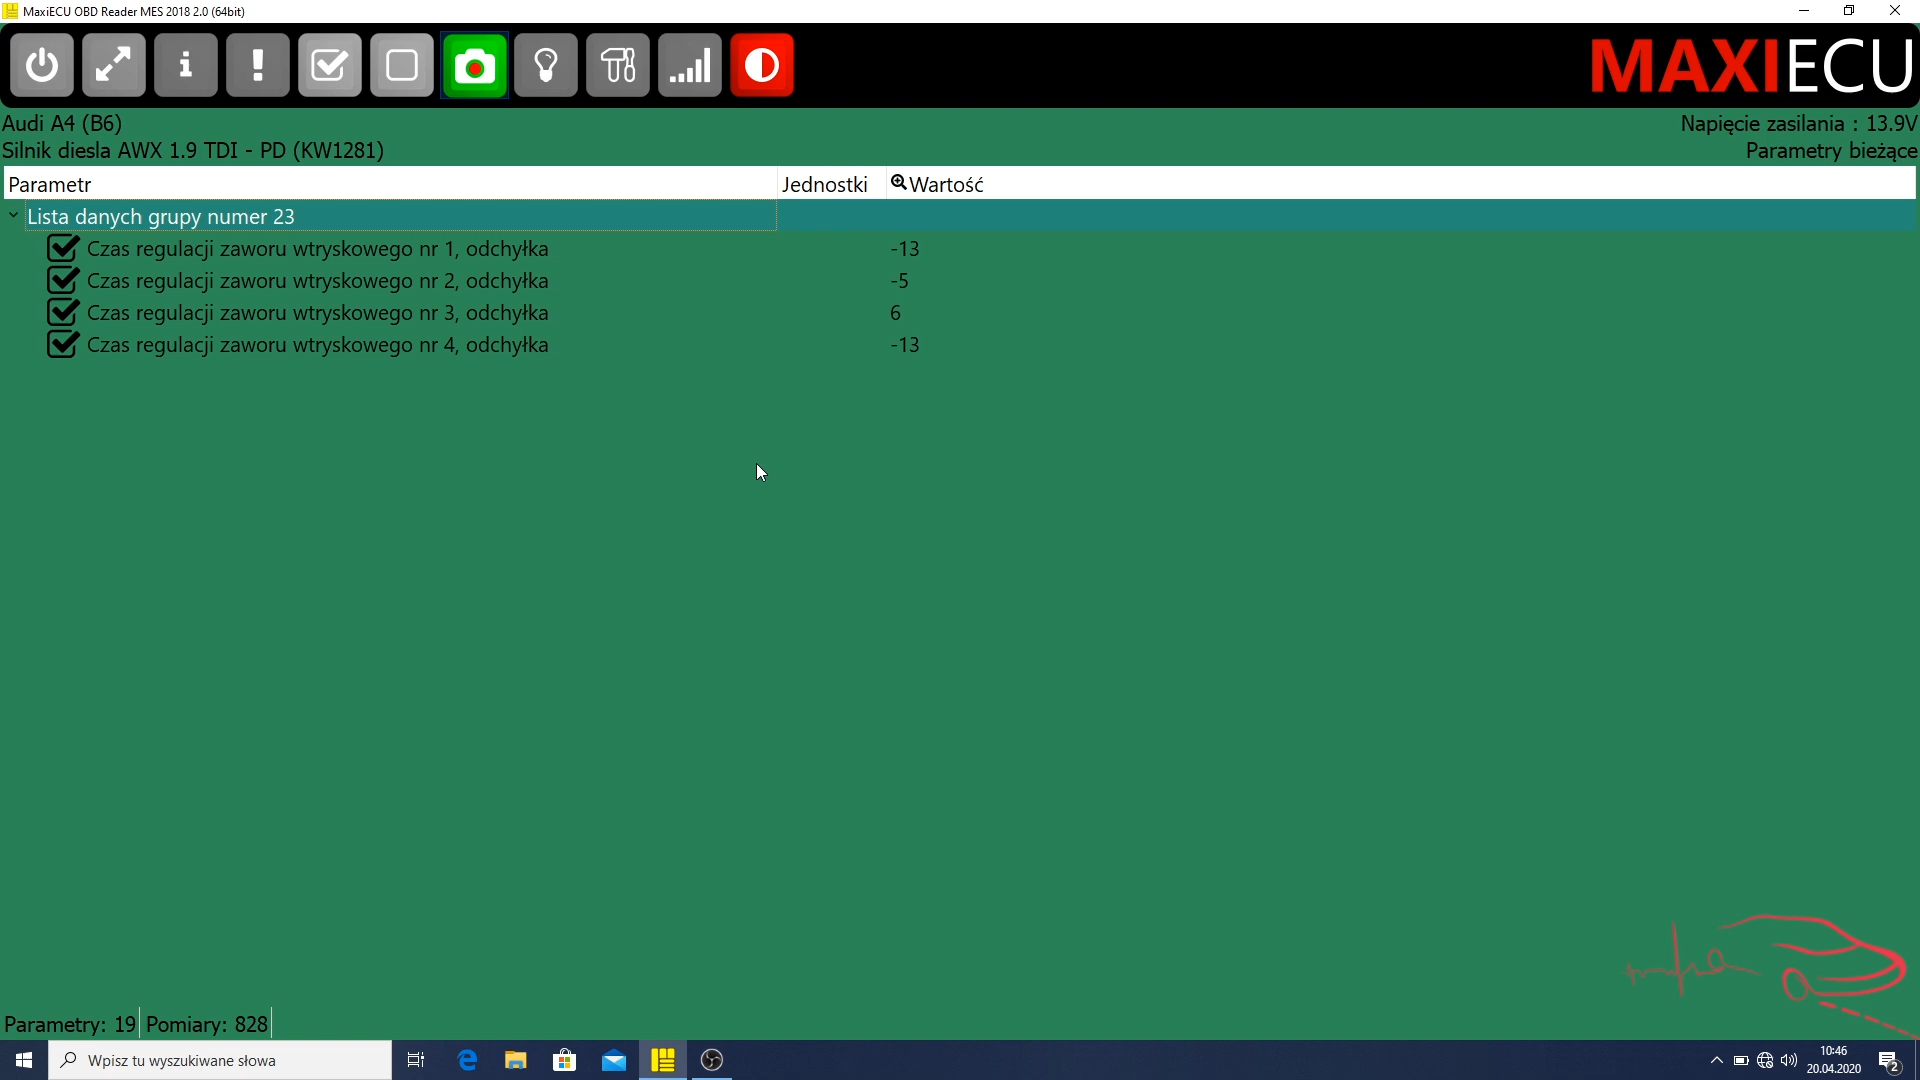 MaxiECU OBD Reader MES 2018 2.0 (64bit)
MAXIECU
Audi A4 (B6)
Napięcie zasilania : 13.9V
Silnik diesla AWX 1.9 TDI - PD (KW1281)
Parametry bieżące
Parametr Jednostki Wartość
Lista danych grupy numer 23
Czas regulacji zaworu wtryskowego nr 1, odchyłka -13
Czas regulacji zaworu wtryskowego nr 2, odchyłka -5
Czas regulacji zaworu wtryskowego nr 3, odchyłka 6
Czas regulacji zaworu wtryskowego nr 4, odchyłka -13
Parametry: 19 Pomiary: 828
Wpisz tu wyszukiwane słowa
10:46
20.04.2020
2